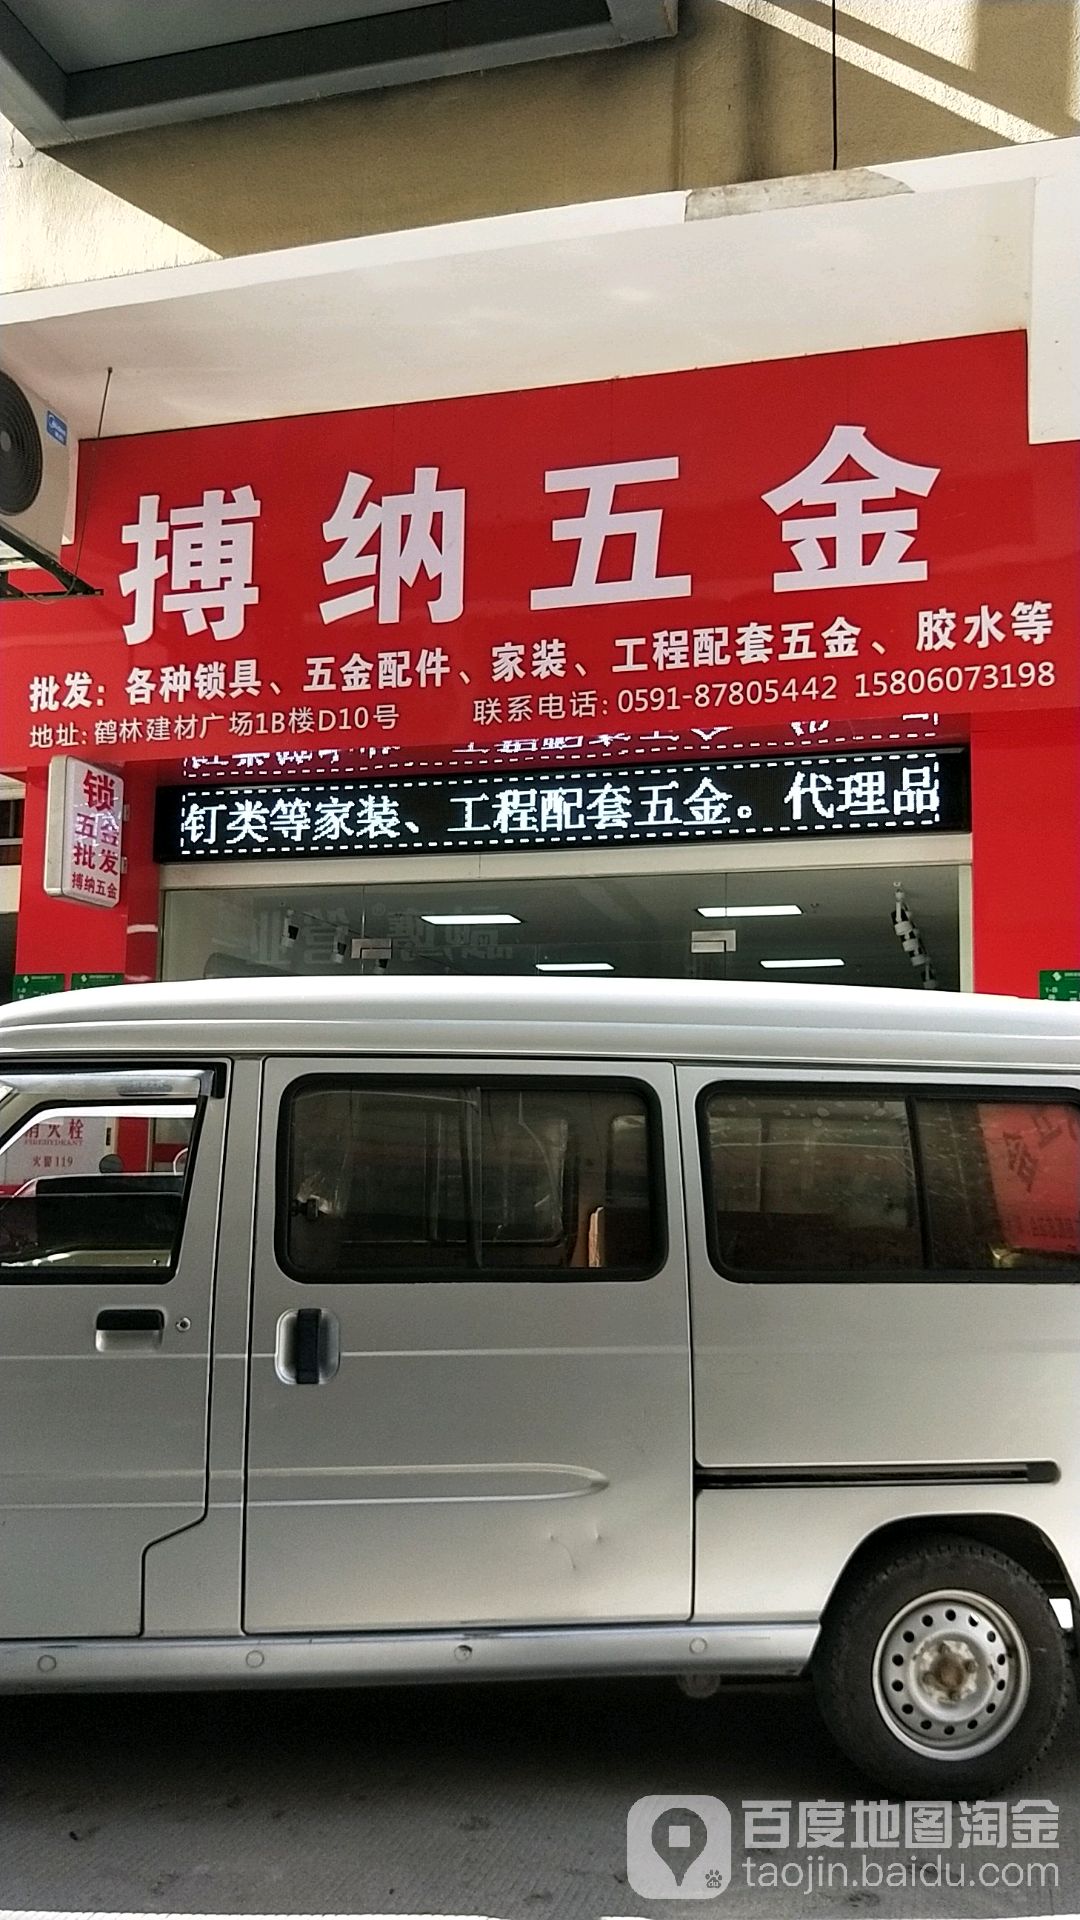 搏纳五金
批发：各种锁具、五金配件、家装、工程配套五金、胶水等
地址：鹤林建材广场1B楼D10号 联系电话：0591-87805442 15806073198
钉类等家装、工程配套五金。代理品
锁
五金
批发
搏纳五金
消火栓
FIREHYDRANT
火警119
百度地图淘金
taojin.baidu.com